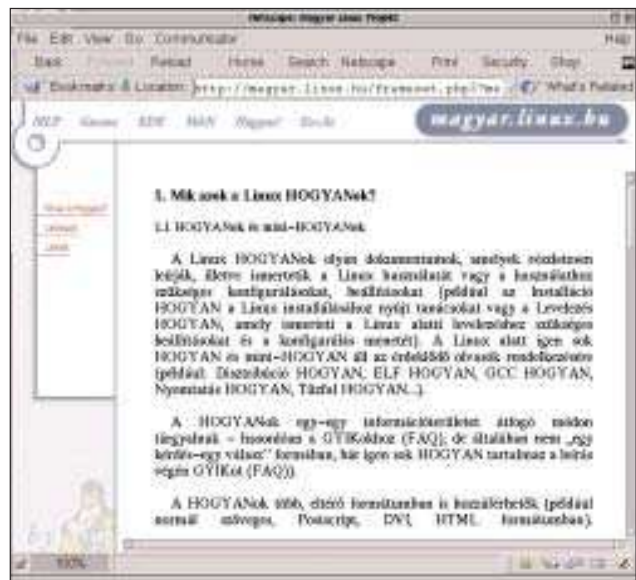 Netscape: Magyar Linux Projekt
File Edit View Go Communicator Help
Back Reload Home Search Netscape Print Security Shop
Bookmarks Location: http://magyar.linux.hu/frameset.php? What's Related
magyar.linux.hu
1. Mik azok a Linux HOGYANok?
1.1 HOGYANok és mini-HOGYANok
A Linux HOGYANok olyan dokumentumok, amelyek részletesen
leírják, illetve ismertetik a Linux használatát vagy a használathoz
szükséges konfigurálásokat, beállításokat (például az Installáció
HOGYAN a Linux installálásához nyújt tanácsokat vagy a Levelezés
HOGYAN, amely ismerteti a Linux alatti levelezéshez szükséges
beállításokat és a konfigurálás menetét). A Linux alatt igen sok
HOGYAN és mini-HOGYAN áll az érdeklődő olvasók rendelkezésére
(például: Disztribúció HOGYAN, ELF HOGYAN, GCC HOGYAN,
Nyomtatás HOGYAN, Tűzfal HOGYAN...).
A HOGYANok egy-egy információterületet átfogó módon
tárgyalnak - hasonlóan a GYIKokhoz (FAQ); de általában nem „egy
kérdés-egy válasz" formában, bár igen sok HOGYAN tartalmaz a leírás
végén GYIKot (FAQ)).
A HOGYANok több, eltérő formátumban is hozzáférhetők (például
normál szöveges, Postscript, DVI, HTML formátumban).
100%